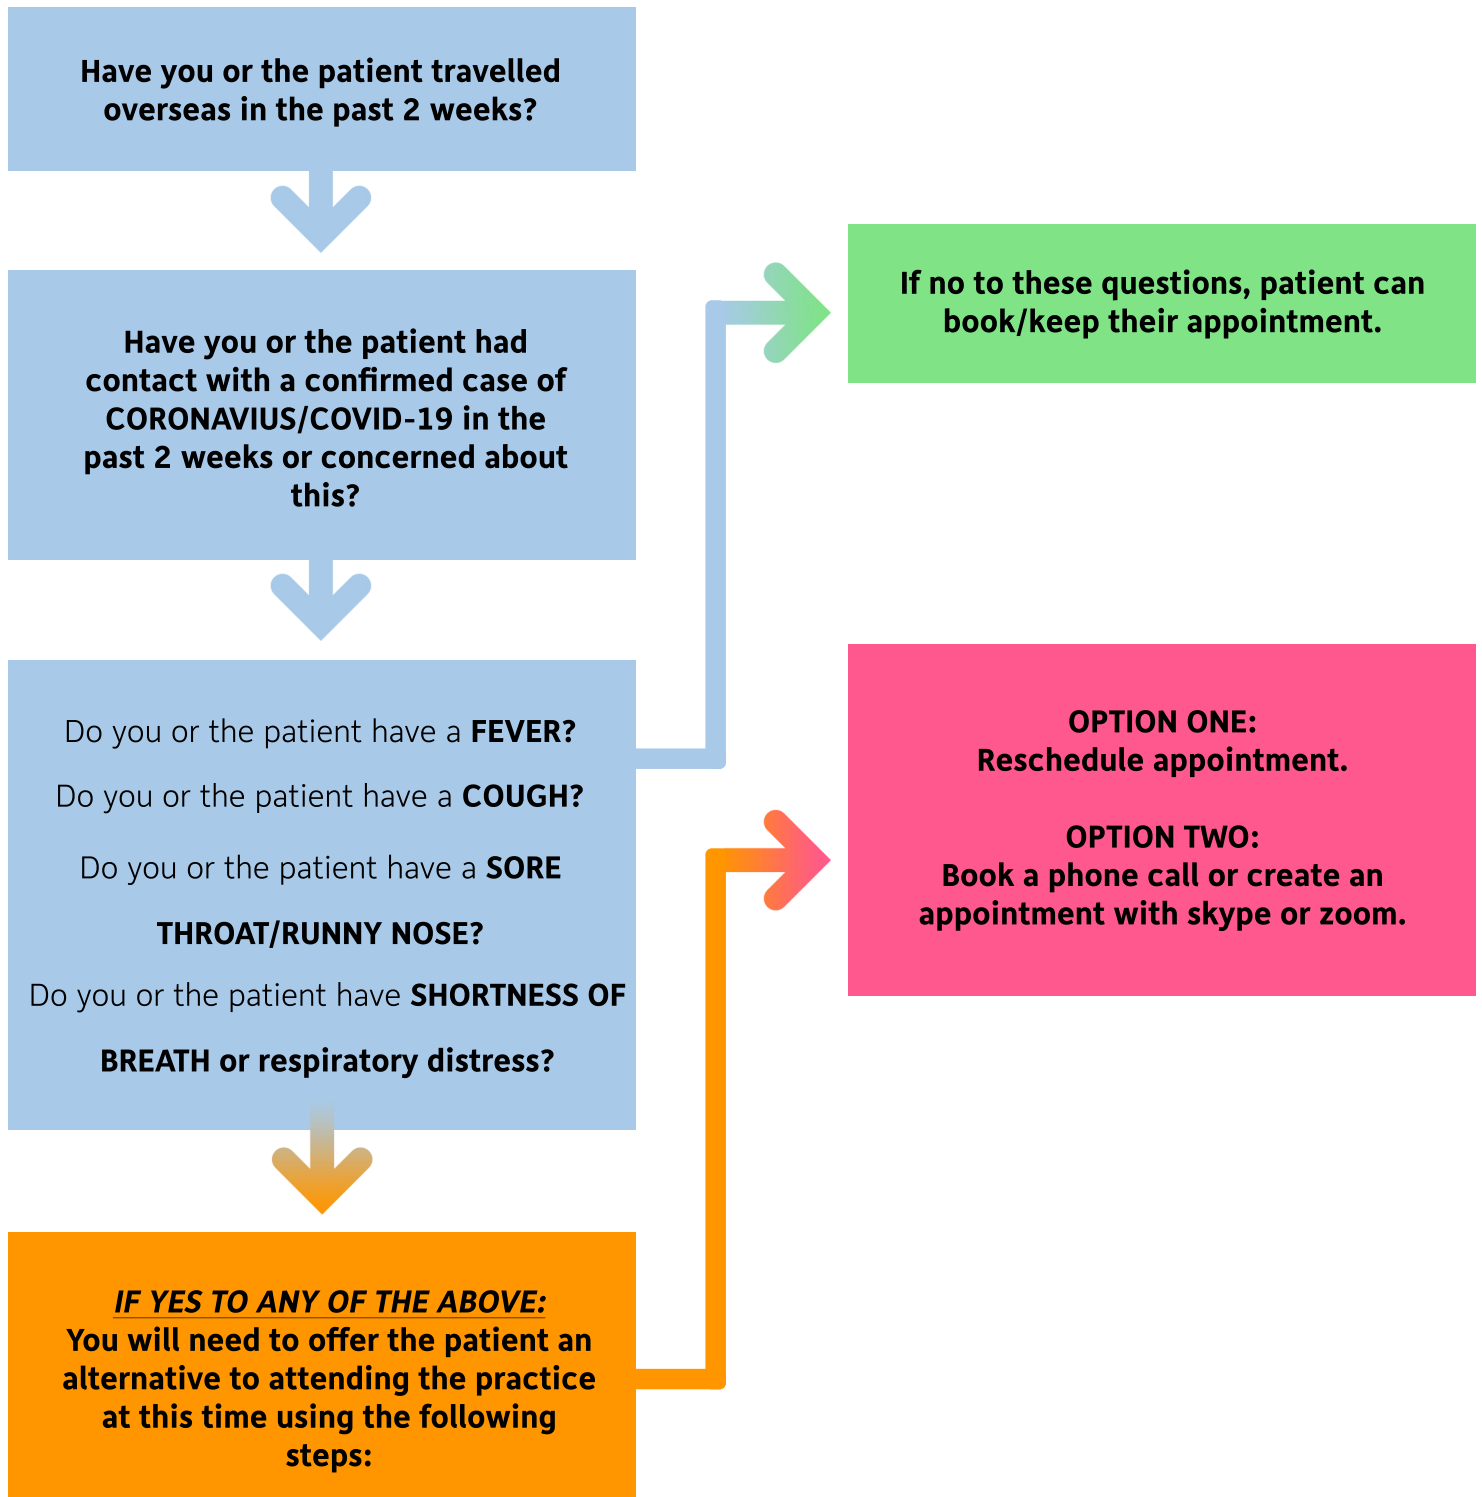 Have you or the patient travelled
overseas in the past 2 weeks?
Have you or the patient had
contact with a confirmed case of
CORONAVIUS/COVID-19 in the
past 2 weeks or concerned about
this?
Do you or the patient have a FEVER?
Do you or the patient have a COUGH?
Do you or the patient have a SORE
THROAT/RUNNY NOSE?
Do you or the patient have SHORTNESS OF
BREATH or respiratory distress?
IF YES TO ANY OF THE ABOVE:
You will need to offer the patient an
alternative to attending the practice
at this time using the following
steps:
If no to these questions, patient can
book/keep their appointment.
OPTION ONE:
Reschedule appointment.
OPTION TWO:
Book a phone call or create an
appointment with skype or zoom.